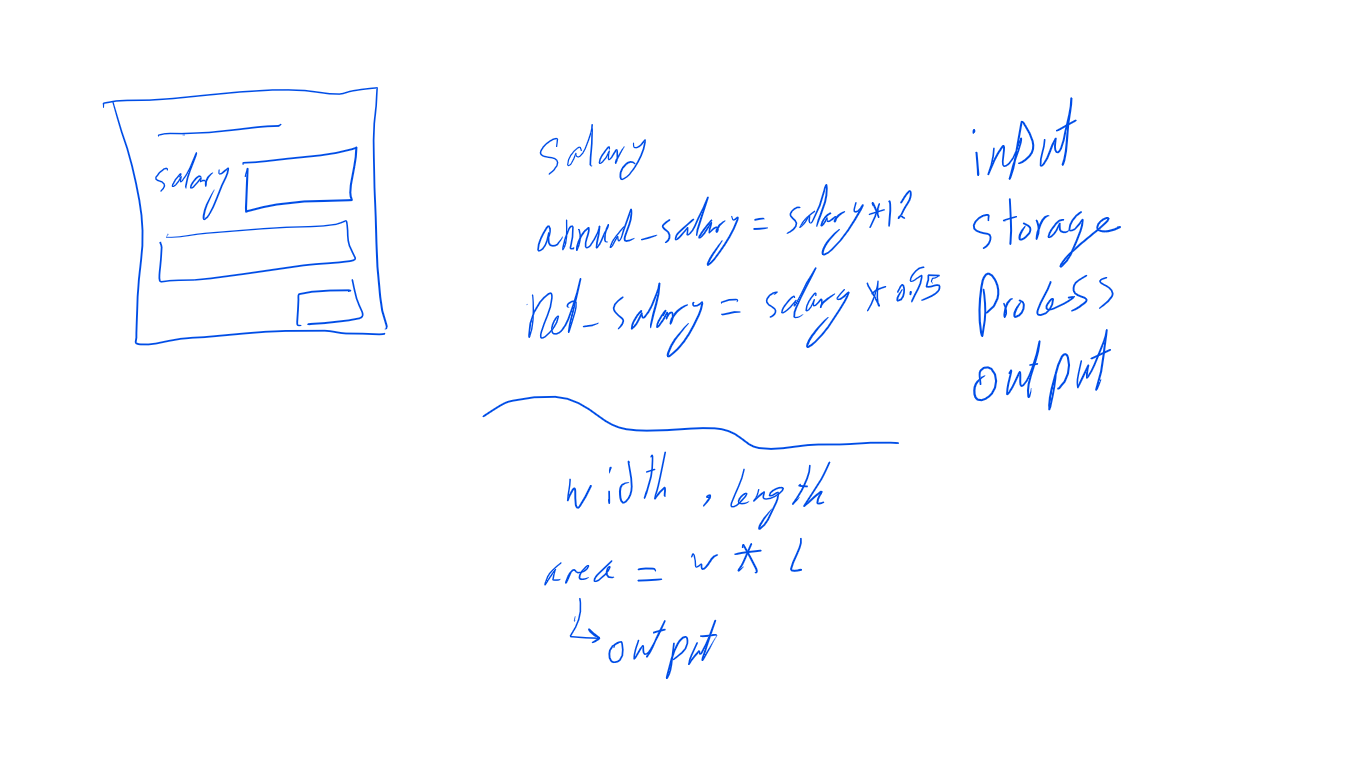 salary
salary
annual_salary = salary*12
net_salary = salary * 0.95
input
storage
process
output
width , length
area = w * L
output